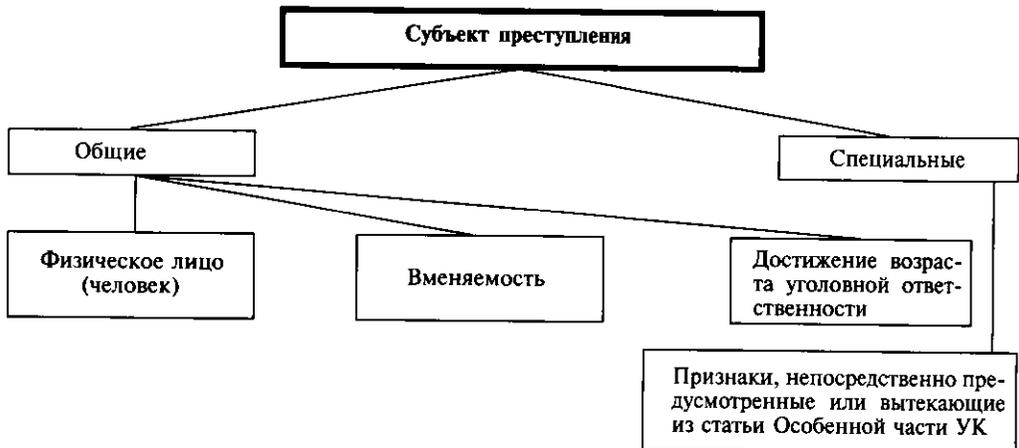 Субъект преступления
Общие
Специальные
Физическое лицо
(человек)
Вменяемость
Достижение возрас-
та уголовной ответ-
ственности
Признаки, непосредственно пре-
дусмотренные или вытекающие
из статьи Особенной части УК